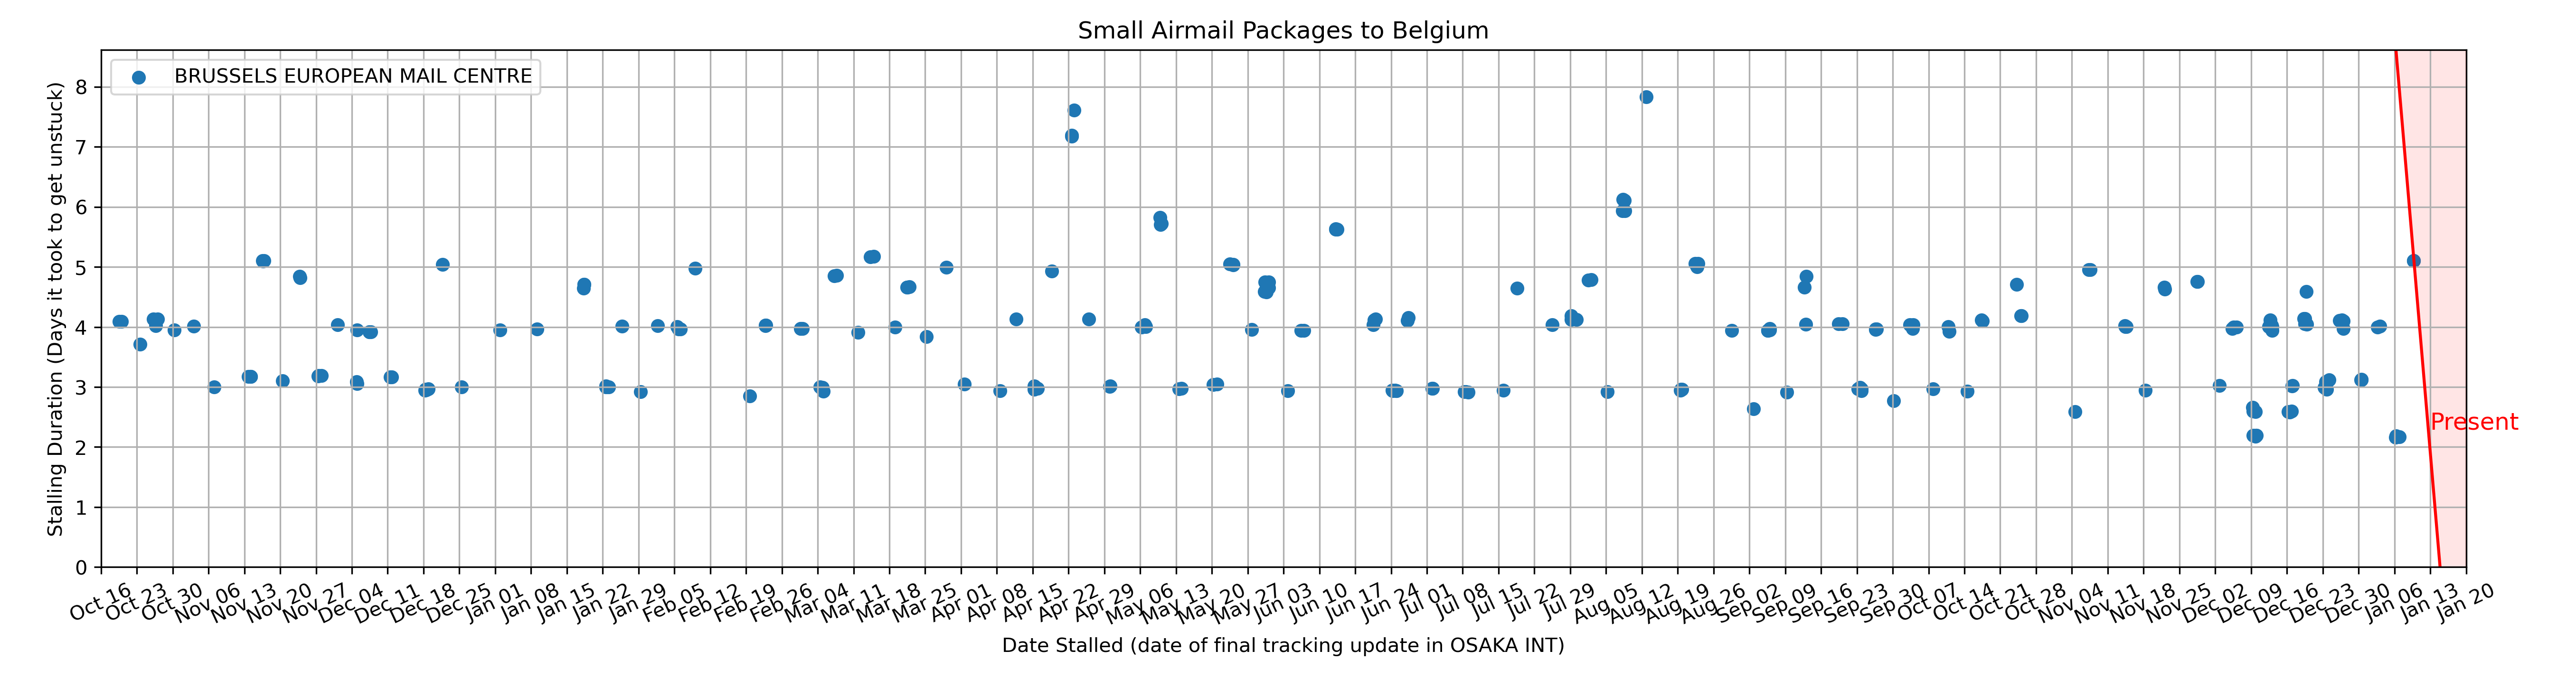 Small Airmail Packages to Belgium
BRUSSELS EUROPEAN MAIL CENTRE
Stalling Duration (Days it took to get unstuck)
8
7
6
5
4
3
2
1
0
Present
Oct 16 Oct 23 Oct 30 Nov 06 Nov 13 Nov 20 Nov 27 Dec 04 Dec 11 Dec 18 Dec 25 Jan 01 Jan 08 Jan 15 Jan 22 Jan 29 Feb 05 Feb 12 Feb 19 Feb 26 Mar 04 Mar 11 Mar 18 Mar 25 Apr 01 Apr 08 Apr 15 Apr 22 Apr 29 May 06 May 13 May 20 May 27 Jun 03 Jun 10 Jun 17 Jun 24 Jul 01 Jul 08 Jul 15 Jul 22 Jul 29 Aug 05 Aug 12 Aug 19 Aug 26 Sep 02 Sep 09 Sep 16 Sep 23 Sep 30 Oct 07 Oct 14 Oct 21 Oct 28 Nov 04 Nov 11 Nov 18 Nov 25 Dec 02 Dec 09 Dec 16 Dec 23 Dec 30 Jan 06 Jan 13 Jan 20
Date Stalled (date of final tracking update in OSAKA INT)